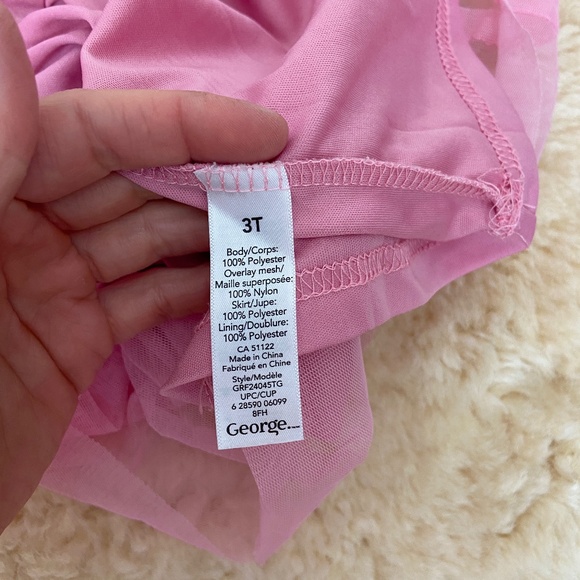 3T
Body/Corps:
100% Polyester
Overlay mesh/
Maille superposée:
100% Nylon
Skirt/Jupe:
100% Polyester
Lining/Doublure:
100% Polyester
CA 51122
Made in China
Fabriqué en Chine
Style/Modèle
GRF24045TG
UPC/CUP
6 28590 06099
8FH
George...